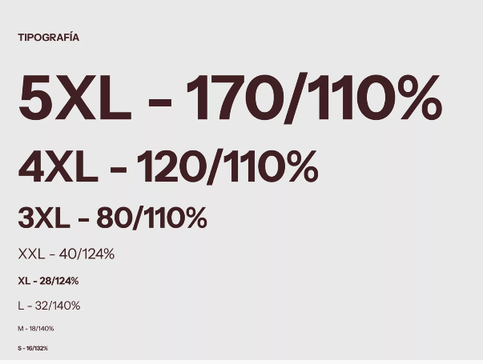 TIPOGRAFÍA
5XL - 170/110%
4XL - 120/110%
3XL - 80/110%
XXL - 40/124%
XL - 28/124%
L - 32/140%
M - 18/140%
S - 16/132%